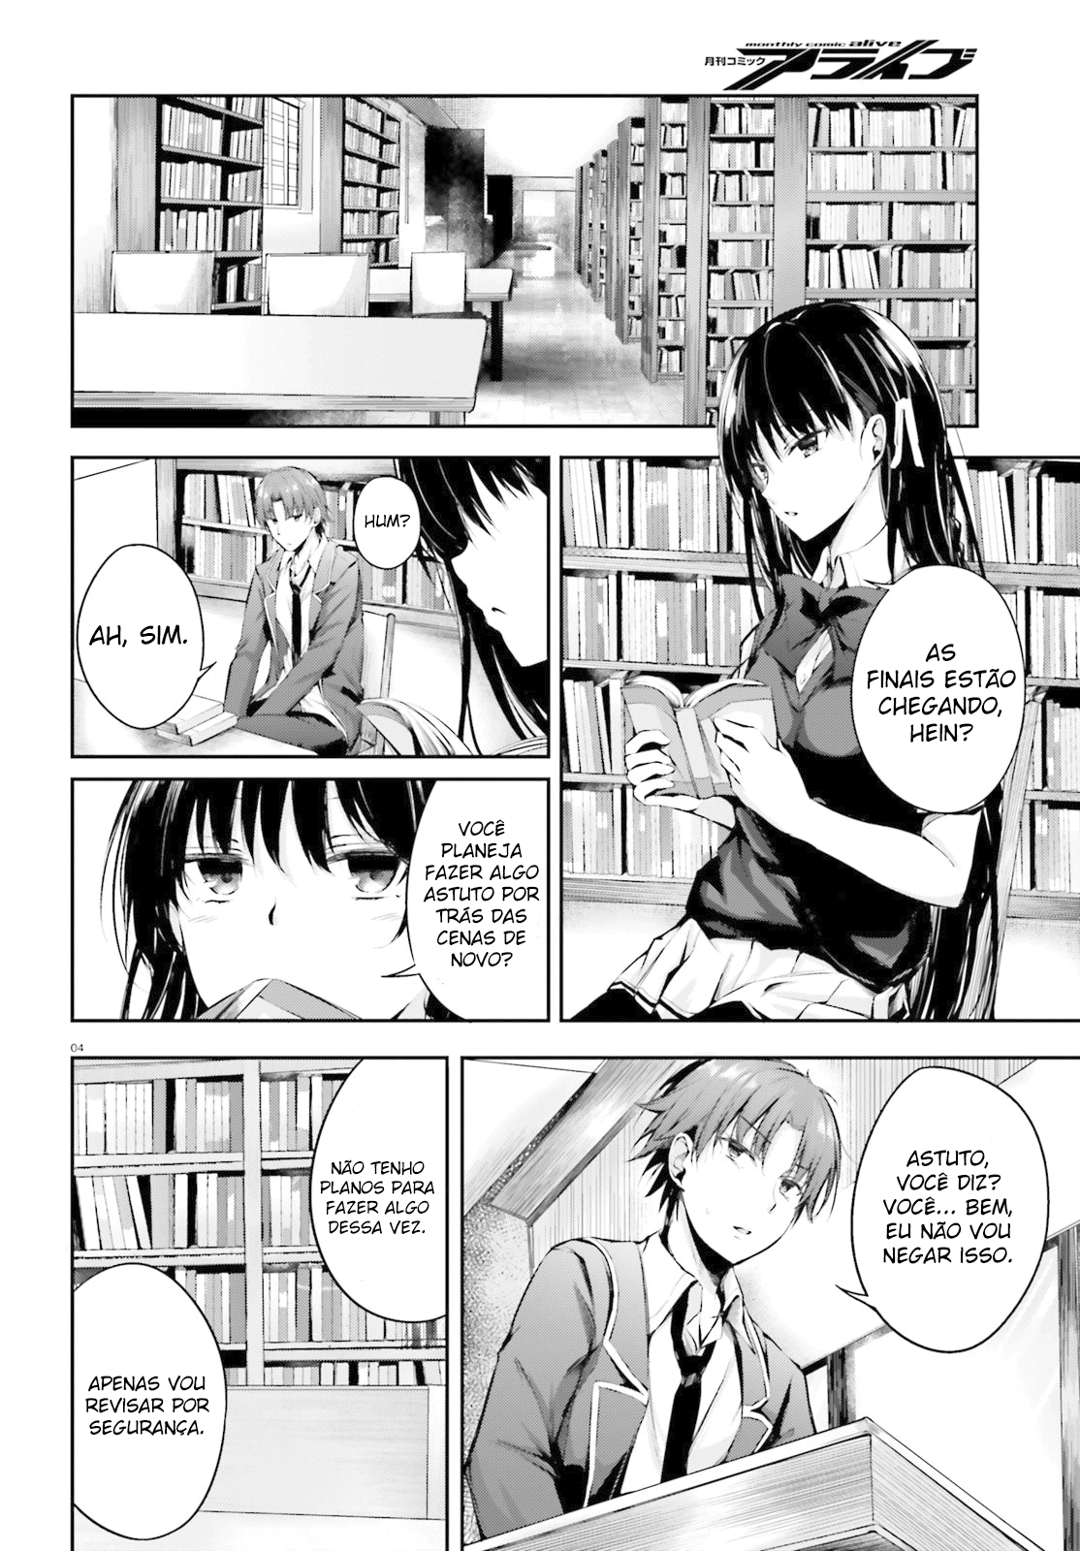 monthly comic alive
月刊コミック アライブ
AS
FINAIS ESTÃO
CHEGANDO,
HEIN?
HUM?
AH, SIM.
VOCÊ
PLANEJA
FAZER ALGO
ASTUTO POR
TRÁS DAS
CENAS DE
NOVO?
04
ASTUTO,
VOCÊ DIZ?
VOCÊ... BEM,
EU NÃO VOU
NEGAR ISSO.
NÃO TENHO
PLANOS PARA
FAZER ALGO
DESSA VEZ.
APENAS VOU
REVISAR POR
SEGURANÇA.